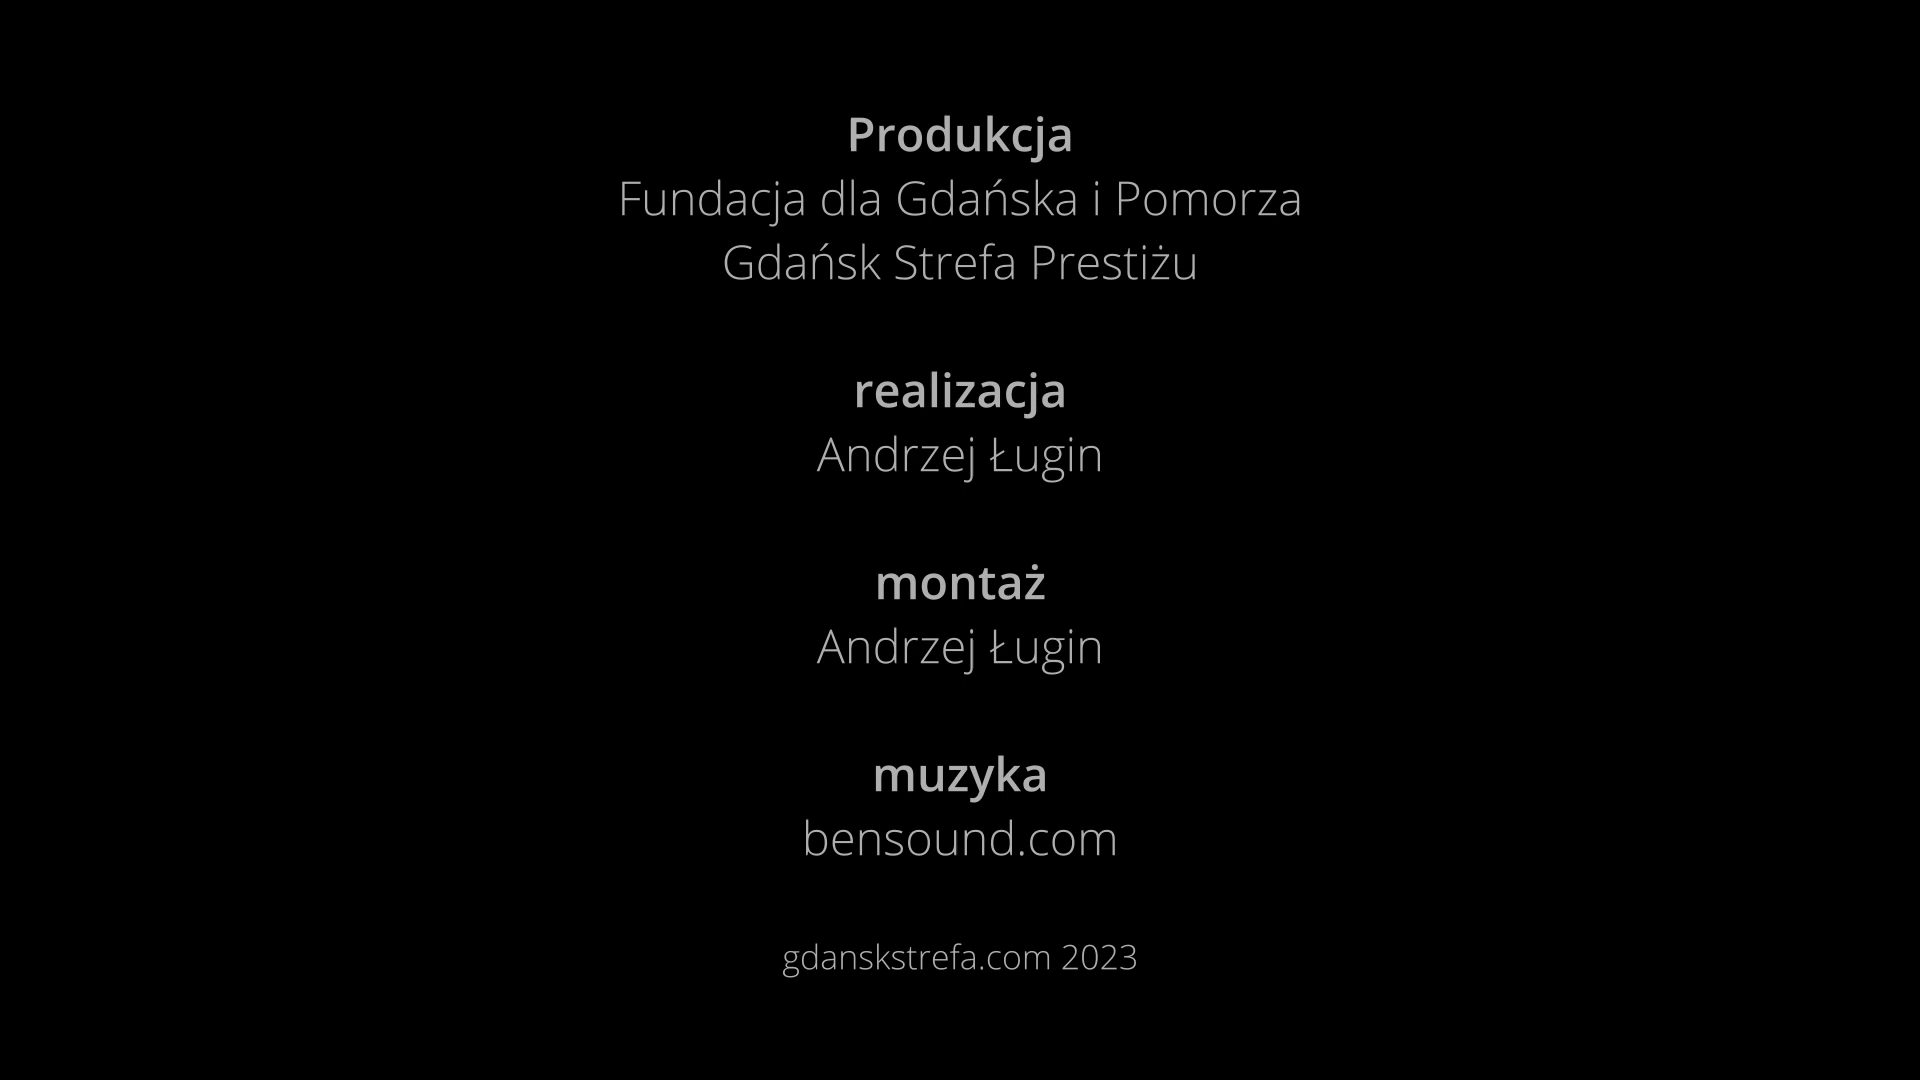 Produkcja
Fundacja dla Gdańska i Pomorza
Gdańsk Strefa Prestiżu
realizacja
Andrzej Ługin
montaż
Andrzej Ługin
muzyka
bensound.com
gdanskstrefa.com 2023